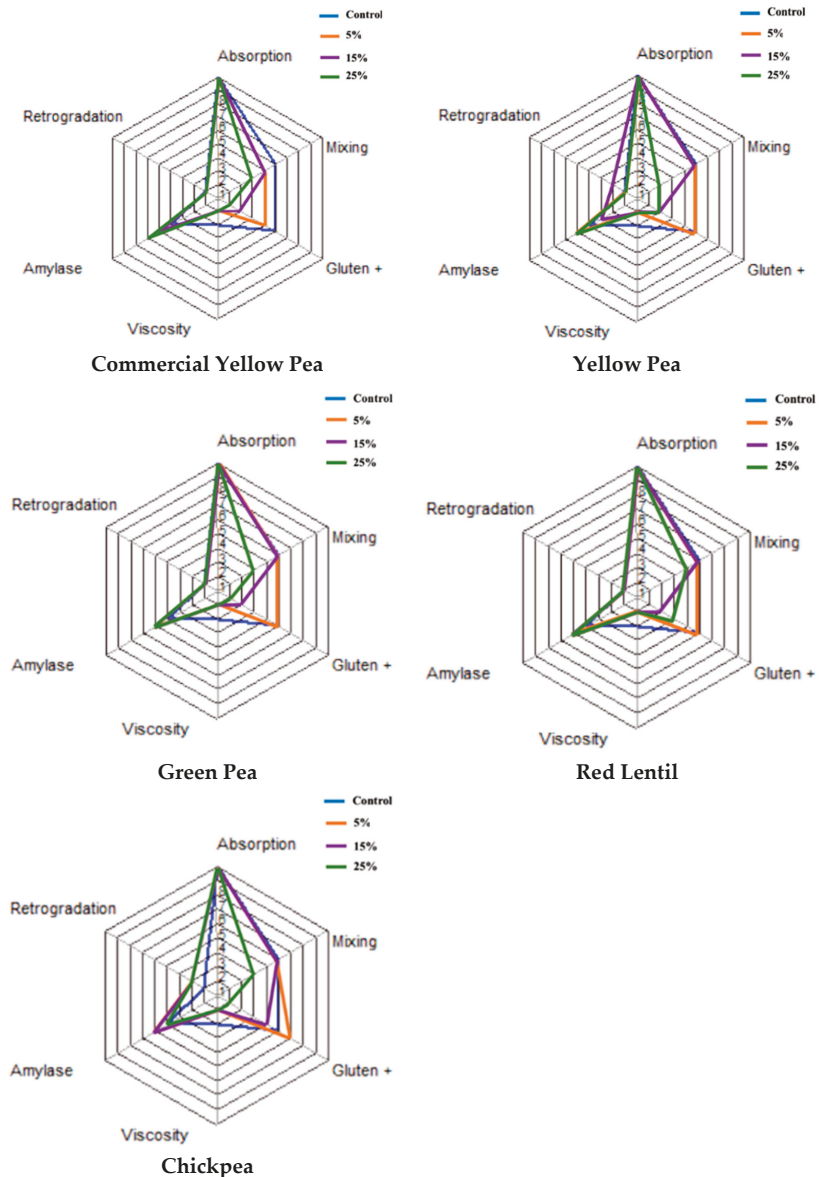 Control
5%
15%
25%
Absorption
Retrogradation
Mixing
Amylase
Gluten +
Viscosity
Commercial Yellow Pea
Control
5%
15%
25%
Absorption
Retrogradation
Mixing
Amylase
Gluten +
Viscosity
Yellow Pea
Control
5%
15%
25%
Absorption
Retrogradation
Mixing
Amylase
Gluten +
Viscosity
Green Pea
Control
5%
15%
25%
Absorption
Retrogradation
Mixing
Amylase
Gluten +
Viscosity
Red Lentil
Control
5%
15%
25%
Absorption
Retrogradation
Mixing
Amylase
Gluten +
Viscosity
Chickpea